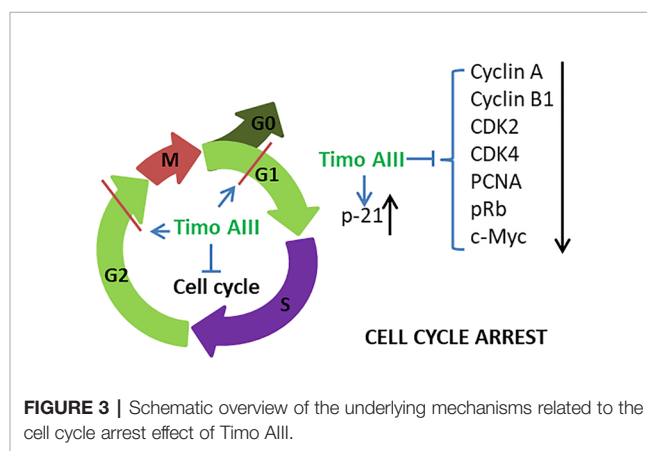 G0
M
G1
Timo AIII
Cell cycle
G2
S
Timo AIII
p-21
Cyclin A
Cyclin B1
CDK2
CDK4
PCNA
pRb
c-Myc
CELL CYCLE ARREST
FIGURE 3 | Schematic overview of the underlying mechanisms related to the
cell cycle arrest effect of Timo AIII.